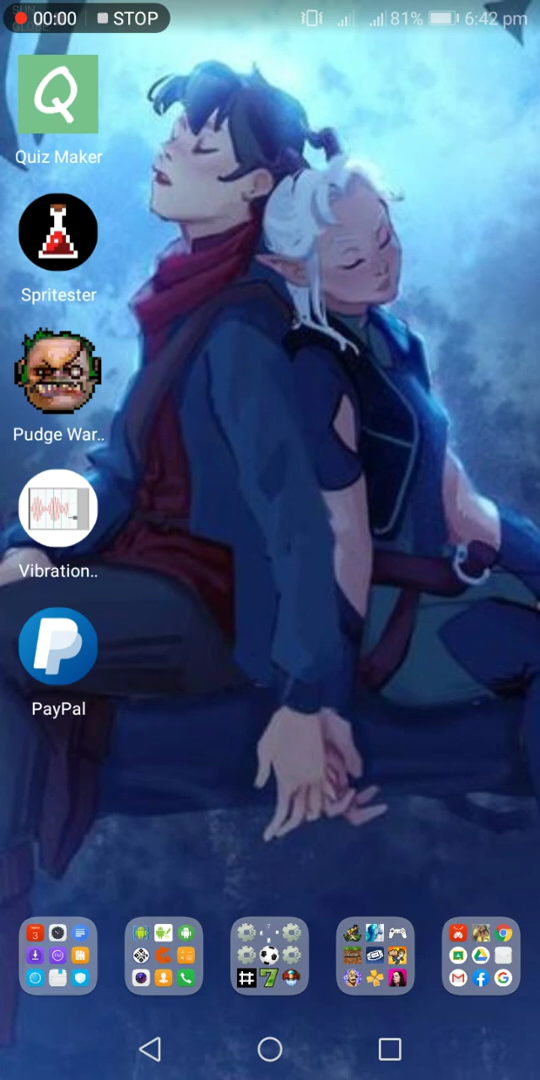 00:00 STOP 81% 6:42 pm
Quiz Maker
Spritester
Pudge War..
Vibration..
PayPal